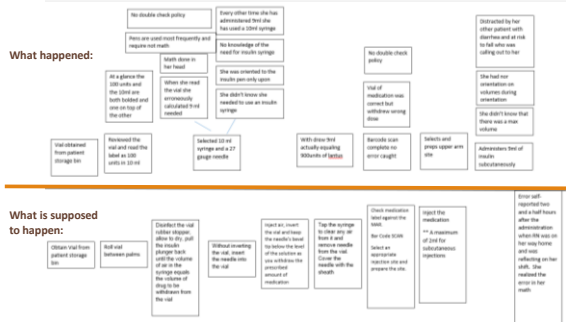 What happened:
No double check policy
Pens are used most frequently and
require not math
Every other time she has
administered 9ml she
has used a 10ml syringe
Math done in
her head
No knowledge of the
need for insulin syringe
At a glance the
100 units and
the 10ml are
both bolded and
one on top of
the other
When she read
the vial she
erroneously
calculated 9ml
needed
She was oriented to the
insulin pen only upon
She didn't know she
needed to use an insulin
syringe
Vial obtained
from patient
storage bin
Reviewed the
vial and read the
label as 100
units in 10 ml
Selected 10 ml
syringe and a 27
gauge needle
With drew 9ml
actually equaling
900units of lantus
No double check
policy
Vial of
medication was
correct but
withdrew wrong
dose
Barcode scan
complete no
error caught
Selects and
props upper arm
site
Distracted by her
other patient with
diarrhea and at risk
to fall who was
calling out to her
She had nor
orientation on
volumes during
orientation
She didn't know that
there was a max
volume
Administers 9ml of
insulin
subcutaneously
What is supposed
to happen:
Obtain Vial from
patient storage
bin
Roll vial
between palms
Disinfect the vial
rubber stopper,
allow to dry, pull
the insulin
plunger back
until the volume
of air in the
syringe equals
the volume of
drug to be
withdrawn from
the vial
Without inverting
the vial, insert
the needle into
the vial
Inject air, invert
the vial and keep
the needle's bevel
tip below the level
of the solution as
you withdraw the
prescribed
amount of
medication
Tap the syringe
to clear any air
from it and
remove needle
from the vial.
Cover the
needle with the
sheath
Check medication
label against the
MAR
Bar Code SCAN
Select an
appropriate
injection site and
prepare the site.
Inject the
medication
** A maximum
of 2ml for
subcutaneous
injections
Error self-
reported two
and a half hours
after the
administration
when RN was on
her way home
and was
reflecting on her
shift. She
realized the
error in her
math